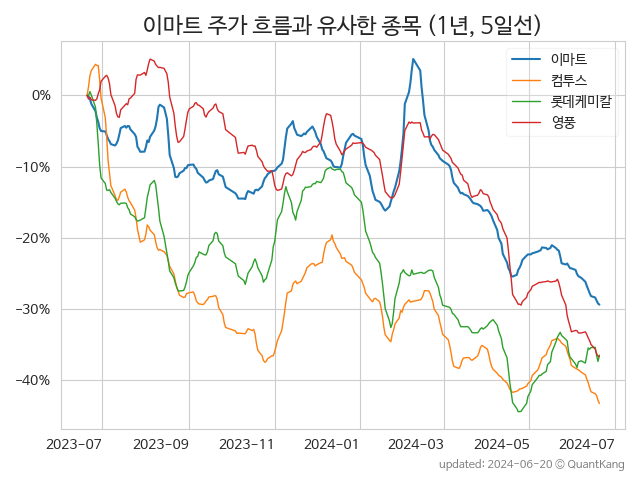 이마트 주가 흐름과 유사한 종목 (1년, 5일선)
이마트
컴투스
롯데케미칼
영풍
0%
−10%
−20%
−30%
−40%
2023-07 2023-09 2023-11 2024-01 2024-03 2024-05 2024-07
updated: 2024-06-20 © QuantKang